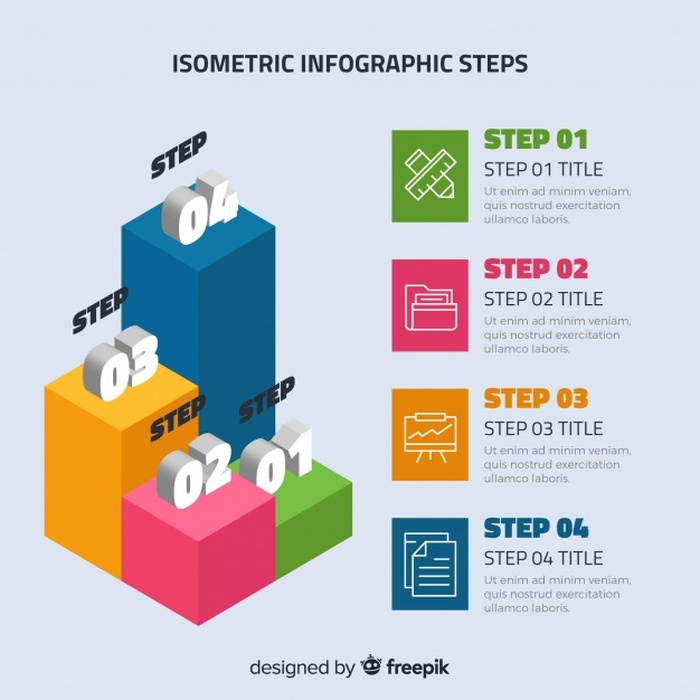 ISOMETRIC INFOGRAPHIC STEPS
STEP
04
STEP
03
STEP
02
STEP
01
STEP 01
STEP 01 TITLE
Ut enim ad minim veniam,
quis nostrud exercitation
ullamco laboris.
STEP 02
STEP 02 TITLE
Ut enim ad minim veniam,
quis nostrud exercitation
ullamco laboris.
STEP 03
STEP 03 TITLE
Ut enim ad minim veniam,
quis nostrud exercitation
ullamco laboris.
STEP 04
STEP 04 TITLE
Ut enim ad minim veniam,
quis nostrud exercitation
ullamco laboris.
designed by freepik